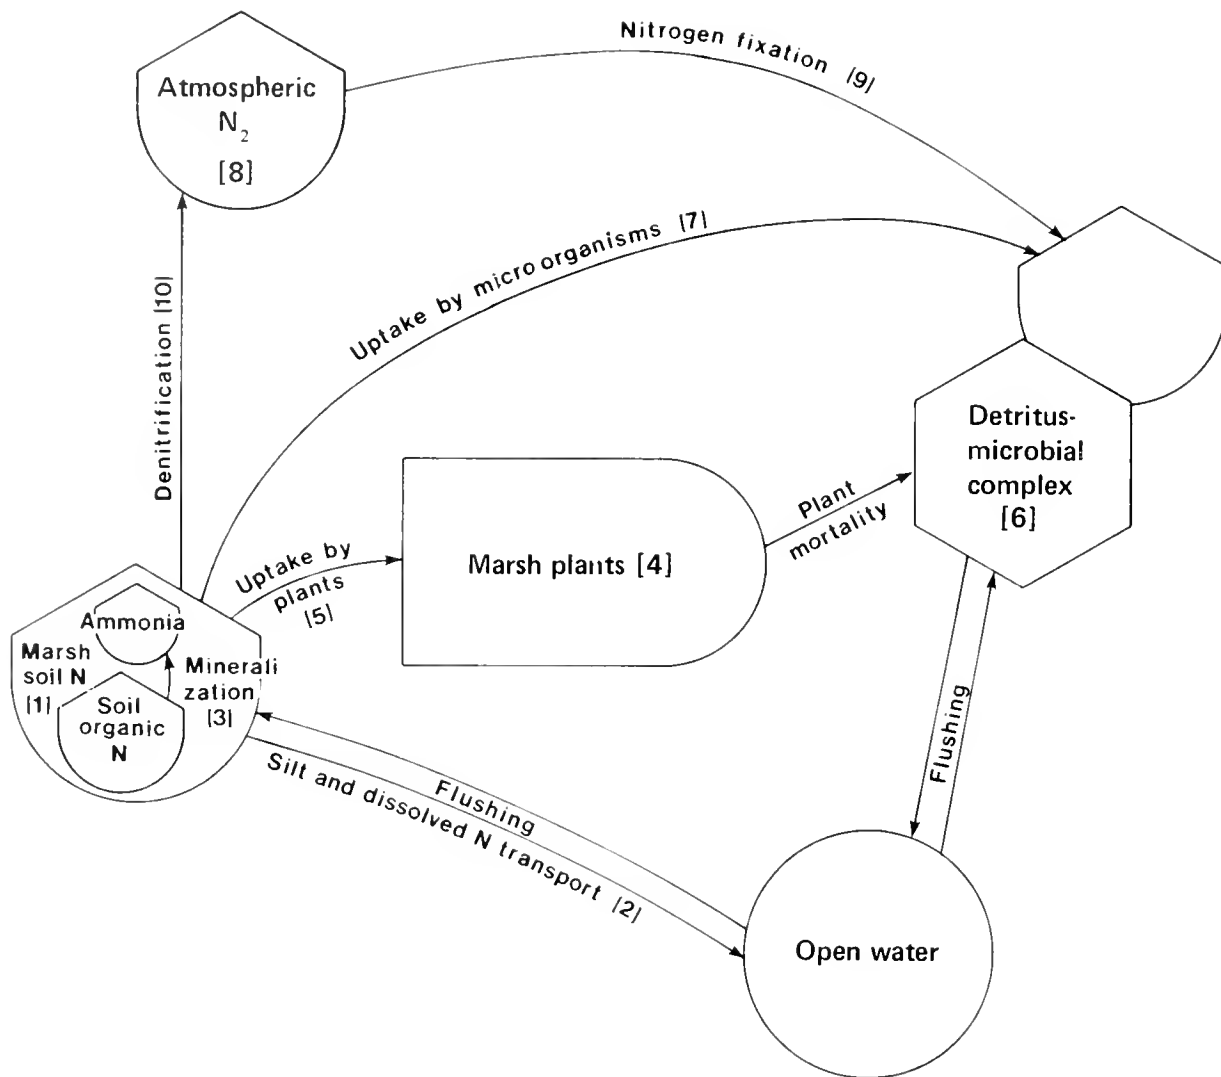 Nitrogen fixation [9]
Atmospheric
N₂
[8]
Uptake by micro organisms [7]
Denitrification [10]
Detritus-
microbial
complex
[6]
Plant
mortality
Marsh plants [4]
Uptake by
plants
[5]
Ammonia
Marsh
soil N
[1]
Minerali
zation
[3]
Soil
organic
N
Flushing
Flushing
Silt and dissolved N transport [2]
Open water